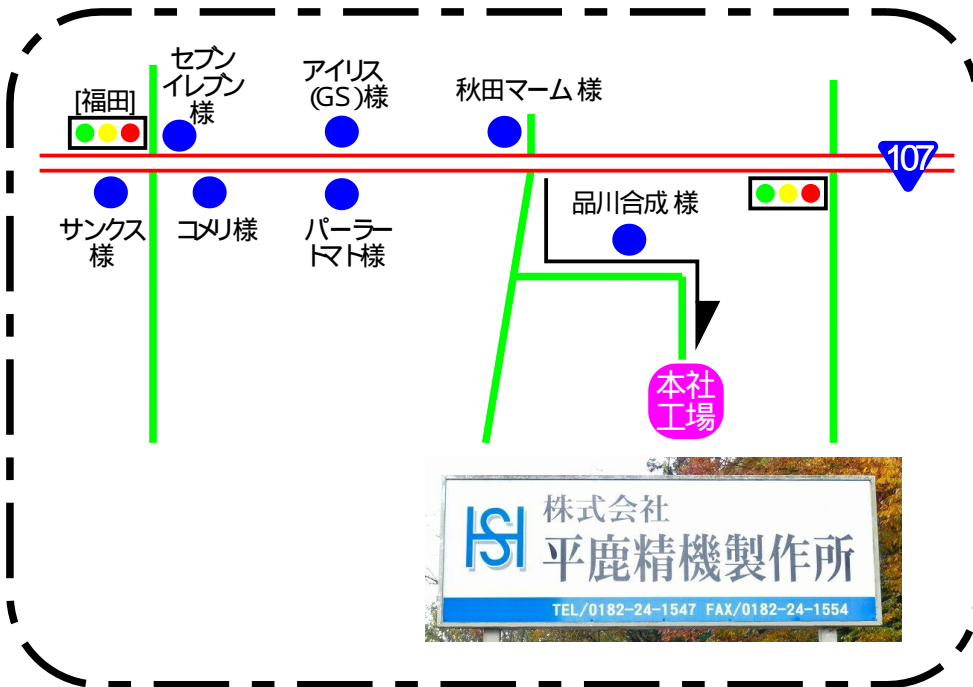 セブン
イレブン
様
アイリス
(GS)様
秋田マーム 様
[福田]
107
サンクス
様
コメリ様
パーラー
トマト様
品川合成 様
本社
工場
HS
株式会社
平鹿精機製作所
TEL/0182-24-1547 FAX/0182-24-1554